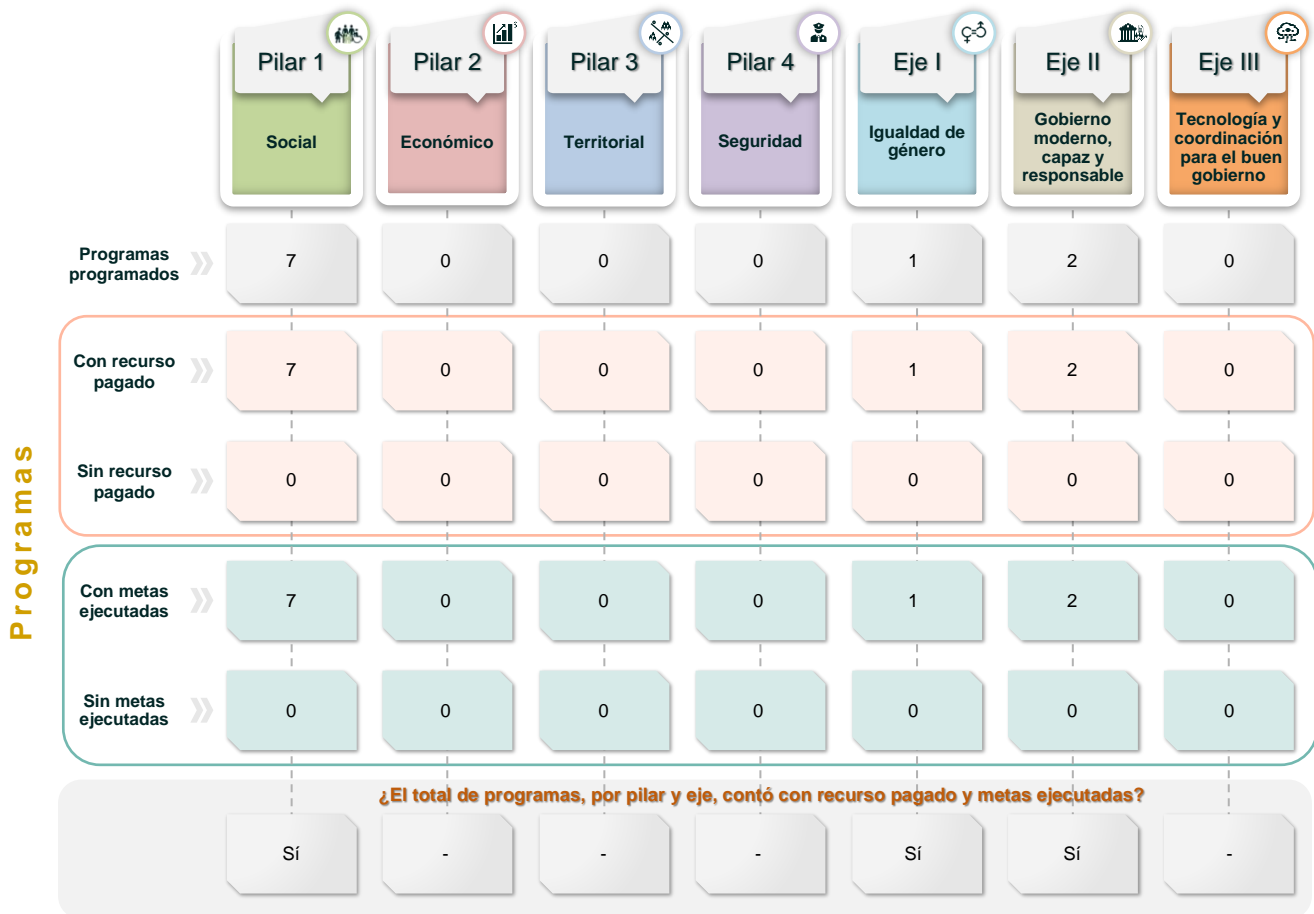 Pilar 1
Pilar 2
Pilar 3
Pilar 4
Eje I
Eje II
Eje III
Social
Económico
Territorial
Seguridad
Igualdad de
género
Gobierno
moderno,
capaz y
responsable
Tecnología y
coordinación
para el buen
gobierno
Programas
Programas
programados
7 0 0 0 1 2 0
Con recurso
pagado
7 0 0 0 1 2 0
Sin recurso
pagado
0 0 0 0 0 0 0
Con metas
ejecutadas
7 0 0 0 1 2 0
Sin metas
ejecutadas
0 0 0 0 0 0 0
¿El total de programas, por pilar y eje, contó con recurso pagado y metas ejecutadas?
Sí - - - Sí Sí -